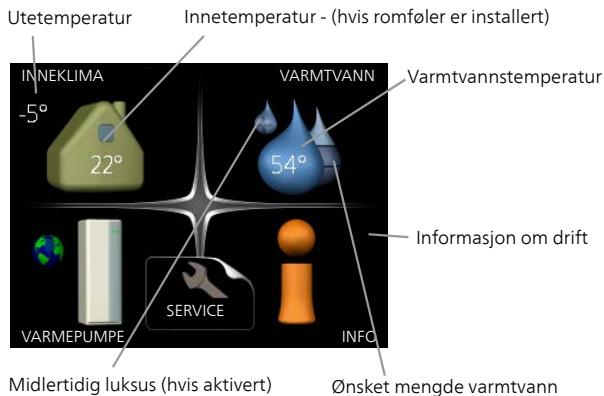 Utetemperatur
Innetemperatur - (hvis romføler er installert)
INNEKLIMA
VARMTVANN
Varmtvannstemperatur
-5°
22°
54°
Informasjon om drift
SERVICE
VARMEPUMPE
INFO
Midlertidig luksus (hvis aktivert)
Ønsket mengde varmtvann